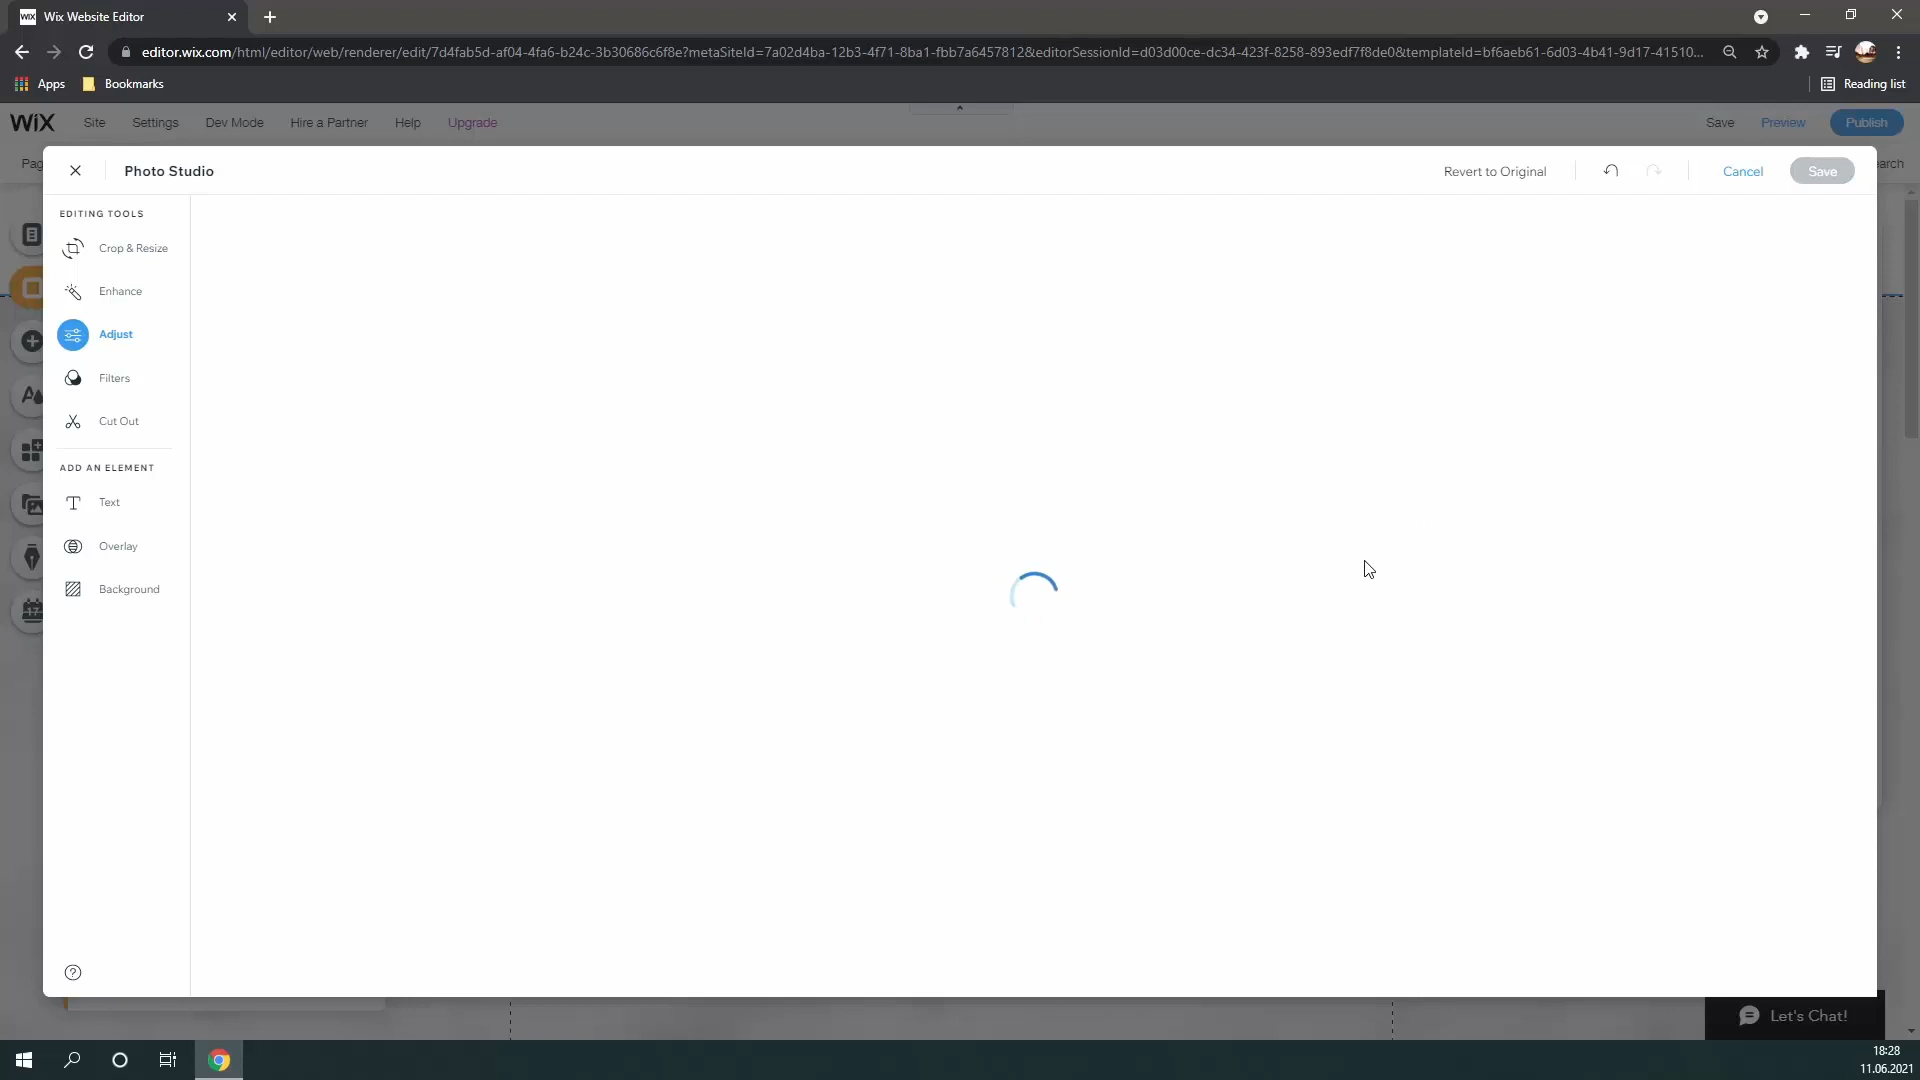 WIX Wix Website Editor
editor.wix.com/html/editor/web/renderer/edit/7d4fab5d-af04-4fa6-b24c-3b30686c6f8e?metaSiteId=7a02d4ba-12b3-4f71-8ba1-fbb7a6457812&editorSessionId=d03d00ce-dc34-423f-8258-893edf7f8de0&templateId=bf6aeb61-6d03-4b41-9d17-41510...
Apps Bookmarks Reading list
WIX Site Settings Dev Mode Hire a Partner Help Upgrade Save Preview Publish
Pag earch
Photo Studio Revert to Original Cancel Save
EDITING TOOLS
Crop & Resize
Enhance
Adjust
Filters
Cut Out
ADD AN ELEMENT
Text
Overlay
Background
17
Let's Chat!
18:28
11.06.2021